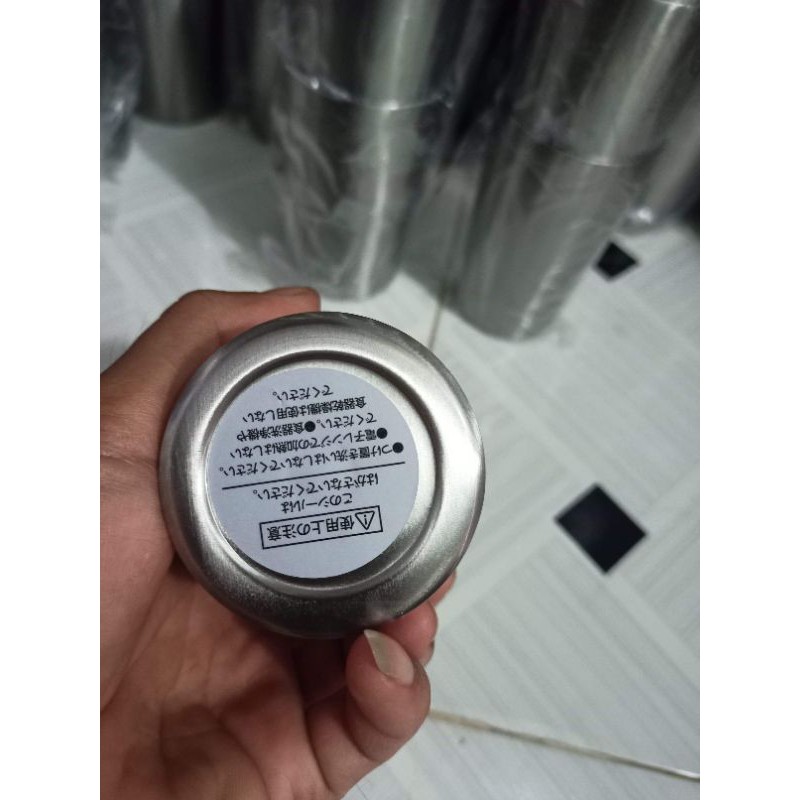 ⚠使用上の注意
このシールは
はがさないでください。
●つけ置き洗いはしないでください。
●電子レンジでの加熱はしない
でください。●食器洗浄機や
食器乾燥機は使用しない
でください。